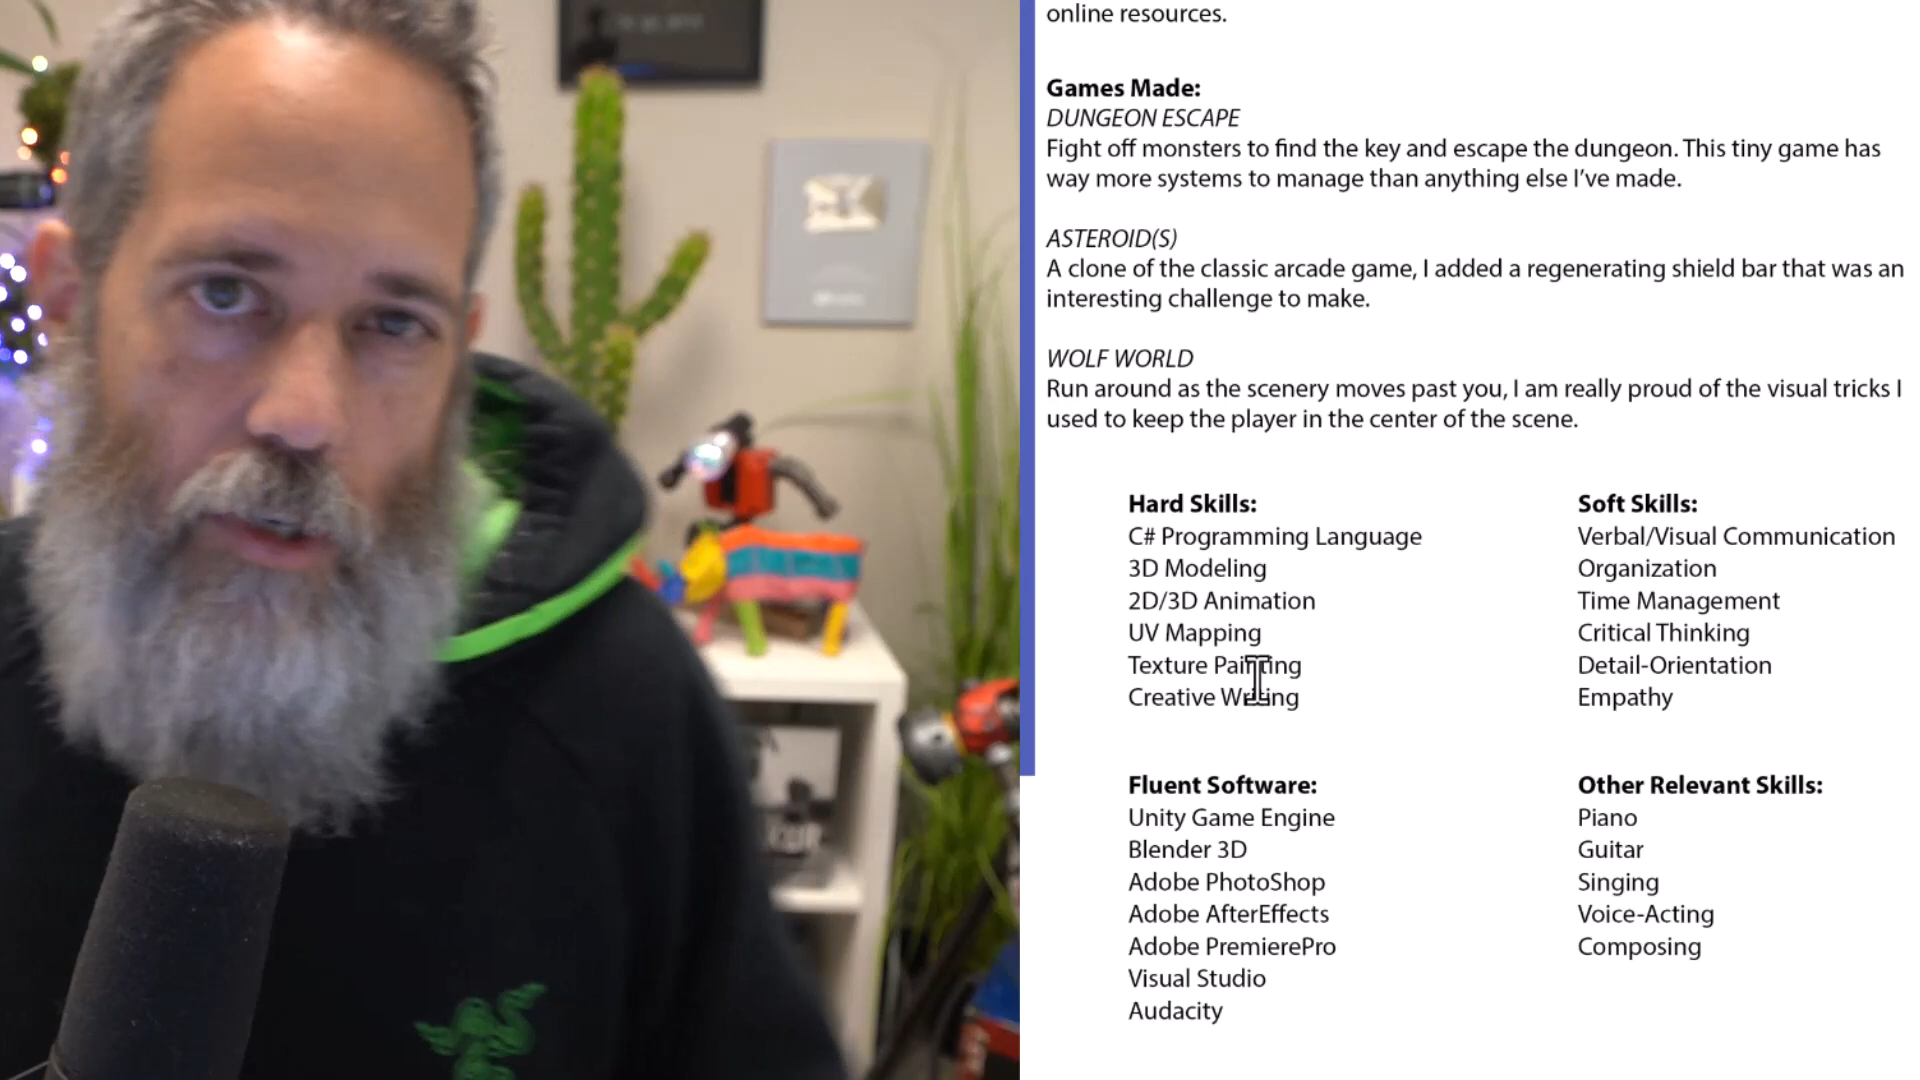 online resources.
Games Made:
DUNGEON ESCAPE
Fight off monsters to find the key and escape the dungeon. This tiny game has
way more systems to manage than anything else I've made.
ASTEROID(S)
A clone of the classic arcade game, I added a regenerating shield bar that was an
interesting challenge to make.
WOLF WORLD
Run around as the scenery moves past you, I am really proud of the visual tricks I
used to keep the player in the center of the scene.
Hard Skills:
C# Programming Language
3D Modeling
2D/3D Animation
UV Mapping
Texture Painting
Creative Writing
Soft Skills:
Verbal/Visual Communication
Organization
Time Management
Critical Thinking
Detail-Orientation
Empathy
Fluent Software:
Unity Game Engine
Blender 3D
Adobe PhotoShop
Adobe AfterEffects
Adobe PremierePro
Visual Studio
Audacity
Other Relevant Skills:
Piano
Guitar
Singing
Voice-Acting
Composing